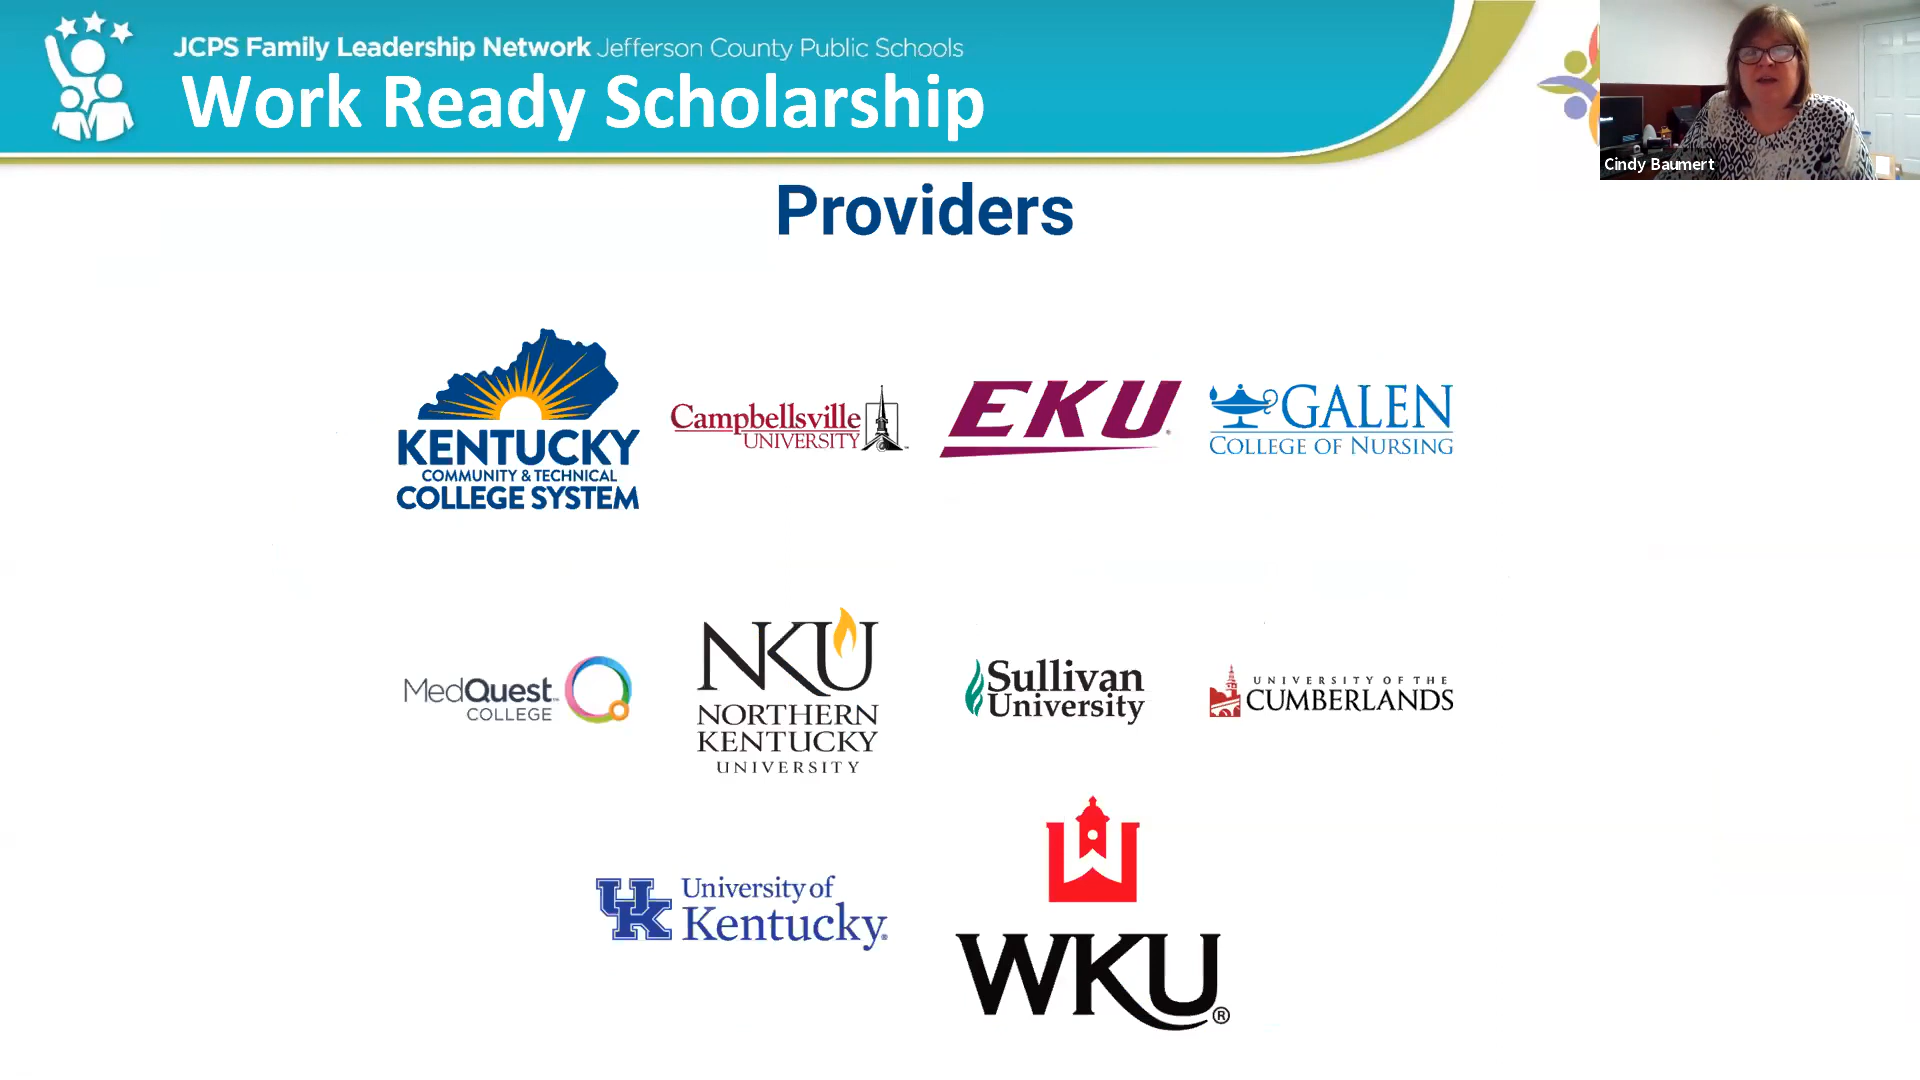 JCPS Family Leadership Network Jefferson County Public Schools
Work Ready Scholarship
Cindy Baumert
Providers
KENTUCKY
COMMUNITY & TECHNICAL
COLLEGE SYSTEM
Campbellsville
UNIVERSITY
EKU
GALEN
COLLEGE OF NURSING
MedQuest
COLLEGE
NKU
NORTHERN
KENTUCKY
UNIVERSITY
Sullivan
University
UNIVERSITY OF THE
CUMBERLANDS
UK
University of
Kentucky®
WKU®